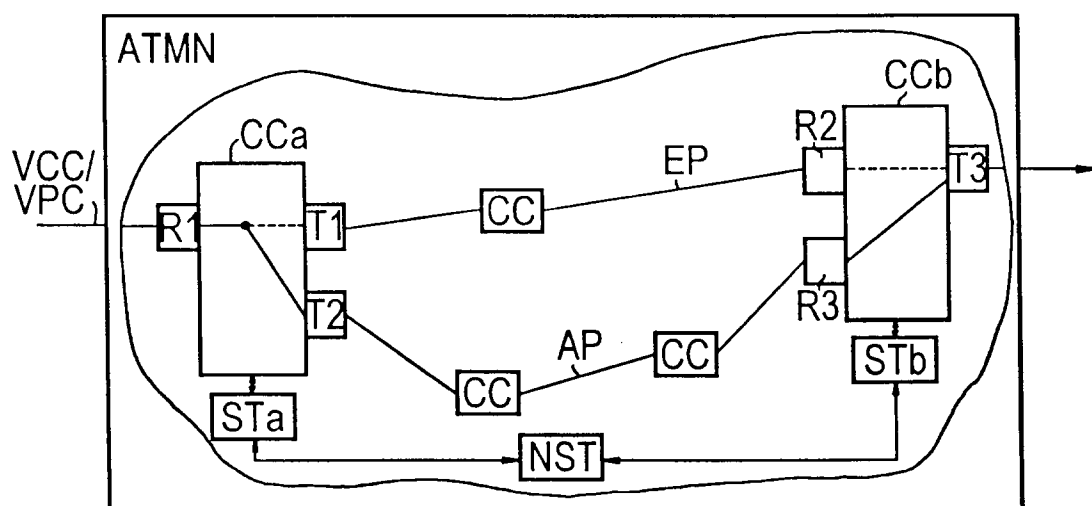 ATMN
CCb
CCa
R2
VCC/
VPC
EP
T3
R1
T1
CC
R3
T2
AP
CC
STb
CC
STa
NST